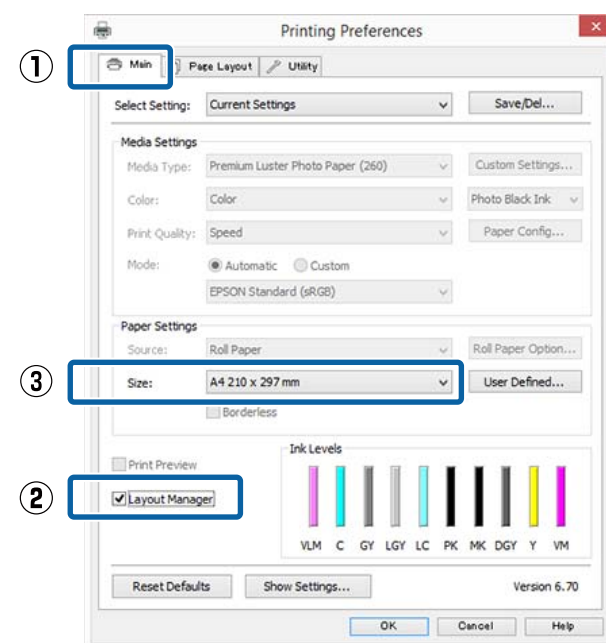 Printing Preferences
①
Main
Page Layout
Utility
Select Setting:
Current Settings
Save/Del...
Media Settings
Media Type:
Premium Luster Photo Paper (260)
Custom Settings...
Color:
Color
Photo Black Ink
Print Quality:
Speed
Paper Config...
Mode:
Automatic
Custom
EPSON Standard (sRGB)
Paper Settings
Source:
Roll Paper
Roll Paper Option...
③
Size:
A4 210 x 297 mm
User Defined...
Borderless
Ink Levels
Print Preview
②
Layout Manager
VLM C GY LGY LC PK MK DGY Y VM
Reset Defaults
Show Settings...
Version 6.70
OK
Cancel
Help